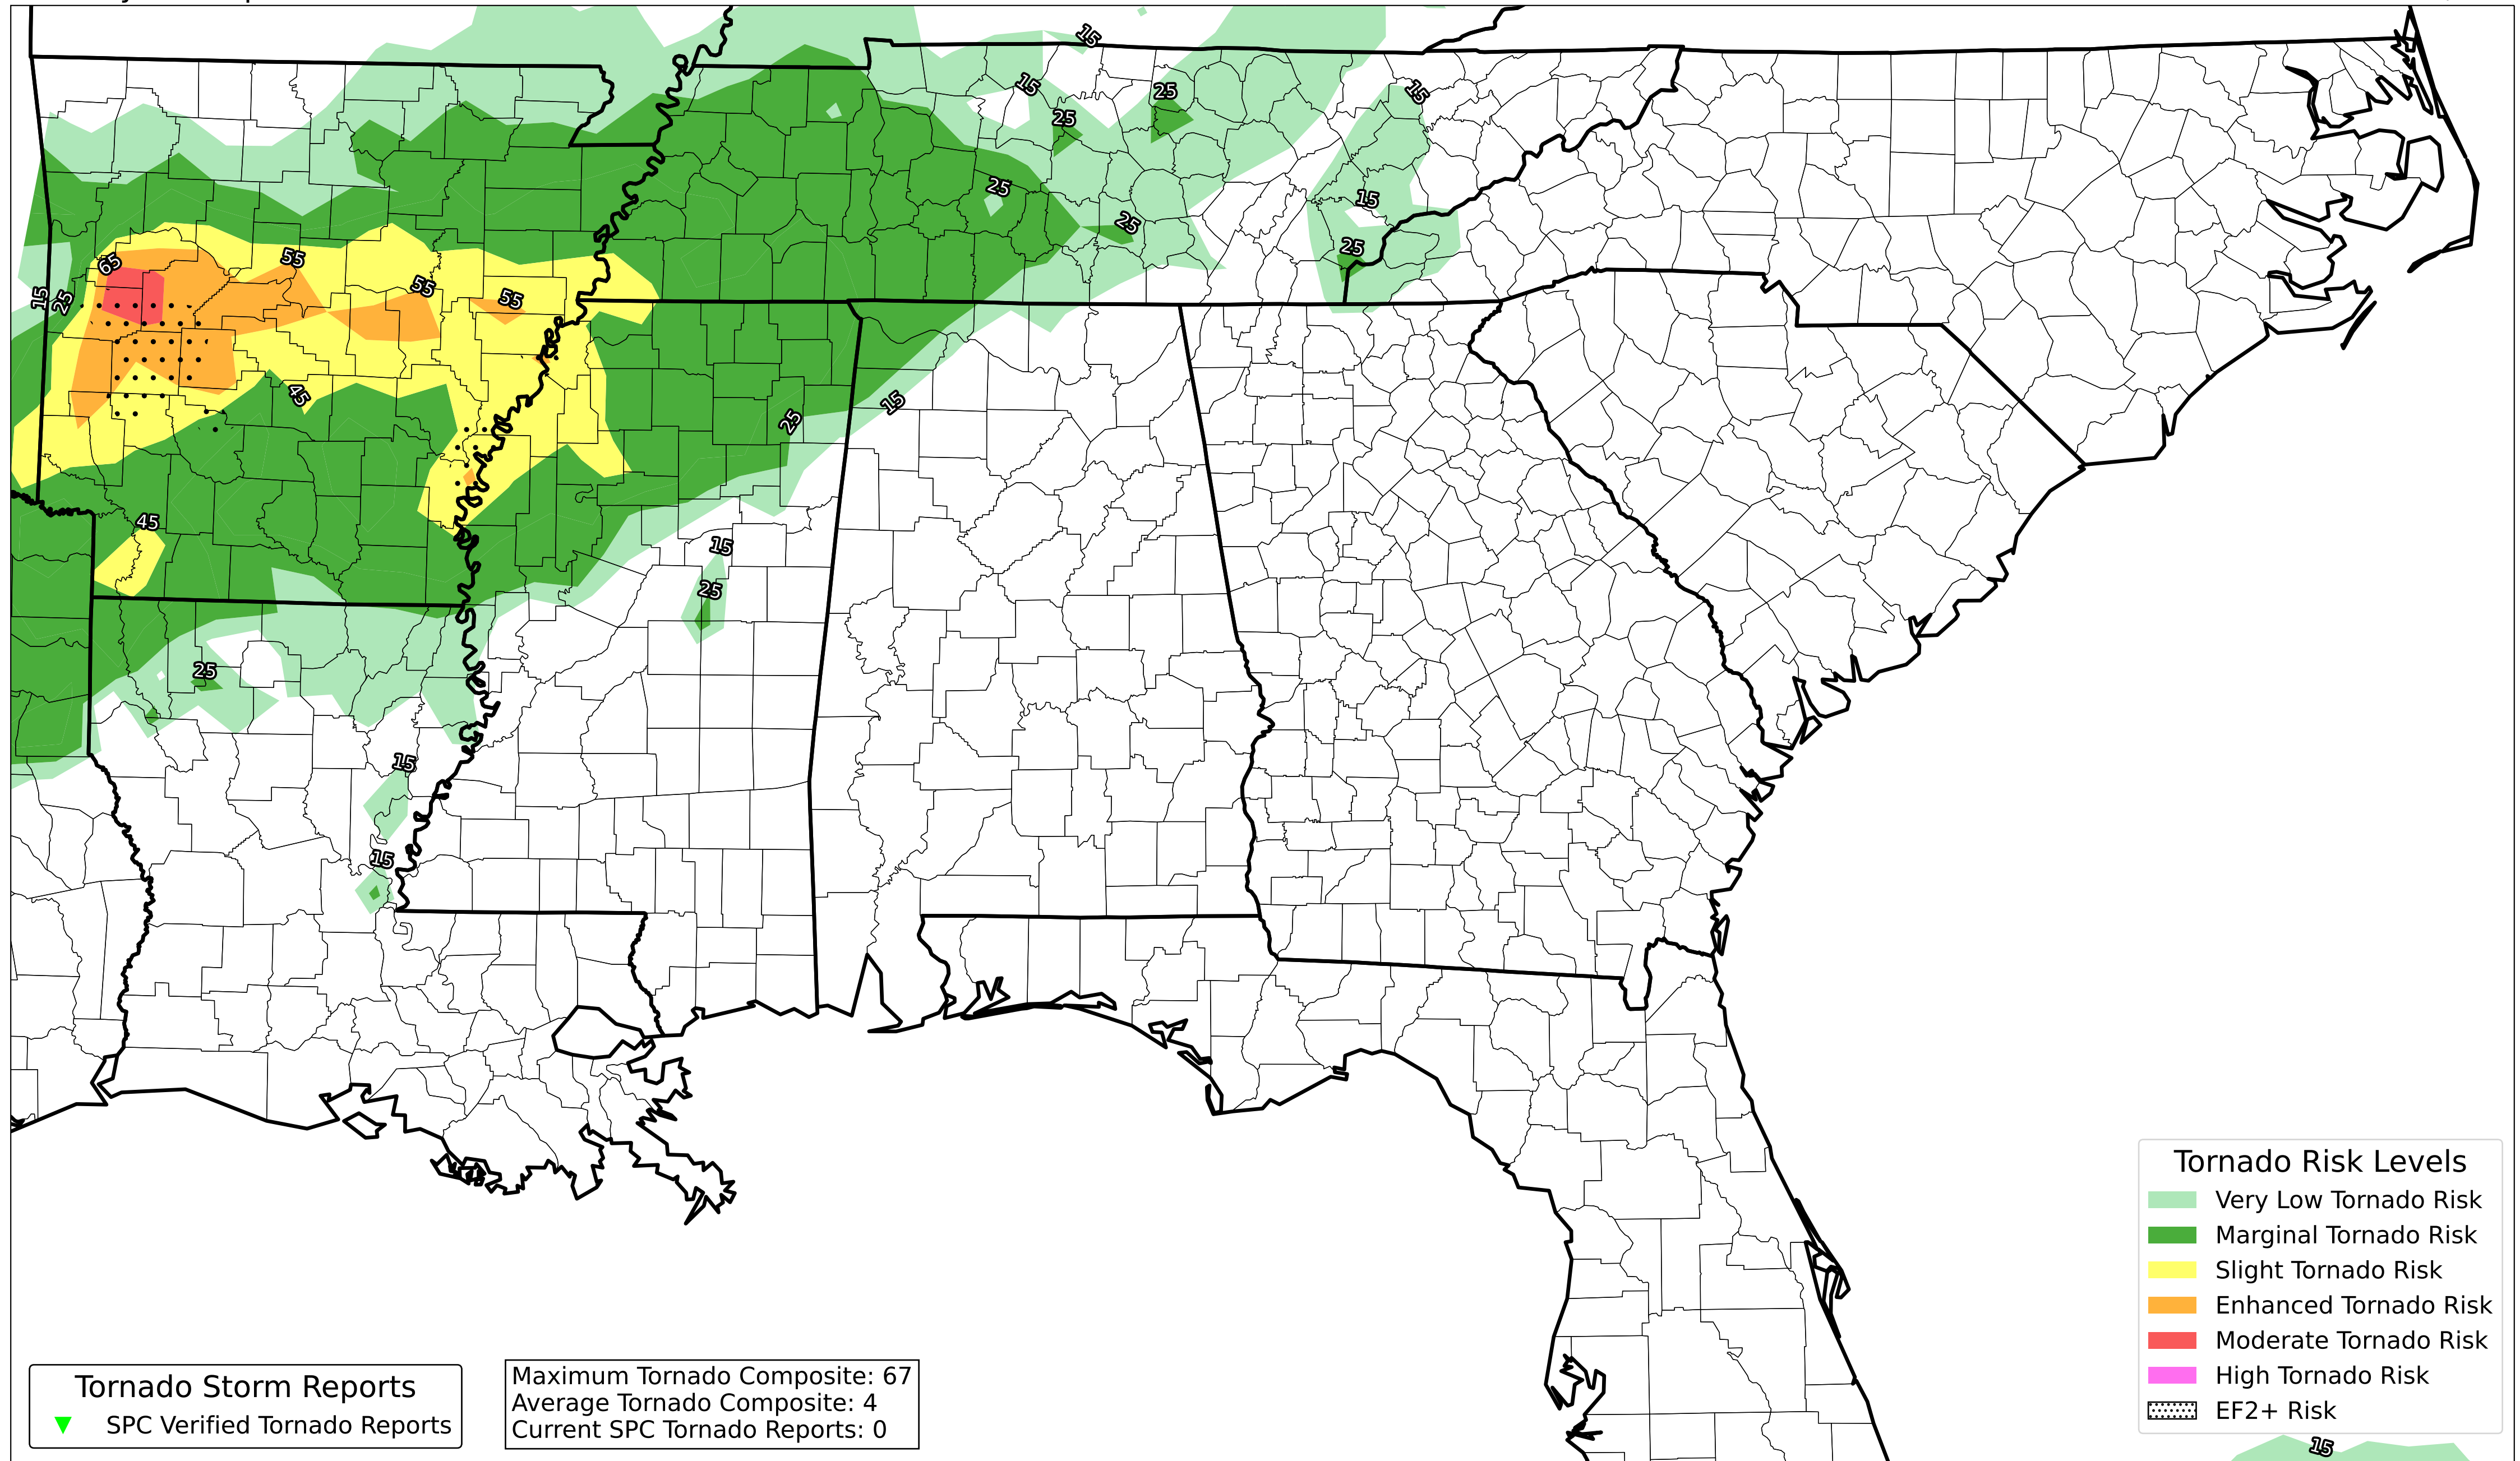 15
15
25
15
25
25
15
25
25
65
55
55
55
15
25
45
25
15
45
15
25
25
15
15
Tornado Risk Levels
Very Low Tornado Risk
Marginal Tornado Risk
Slight Tornado Risk
Enhanced Tornado Risk
Moderate Tornado Risk
High Tornado Risk
EF2+ Risk
Tornado Storm Reports
SPC Verified Tornado Reports
Maximum Tornado Composite: 67
Average Tornado Composite: 4
Current SPC Tornado Reports: 0
15